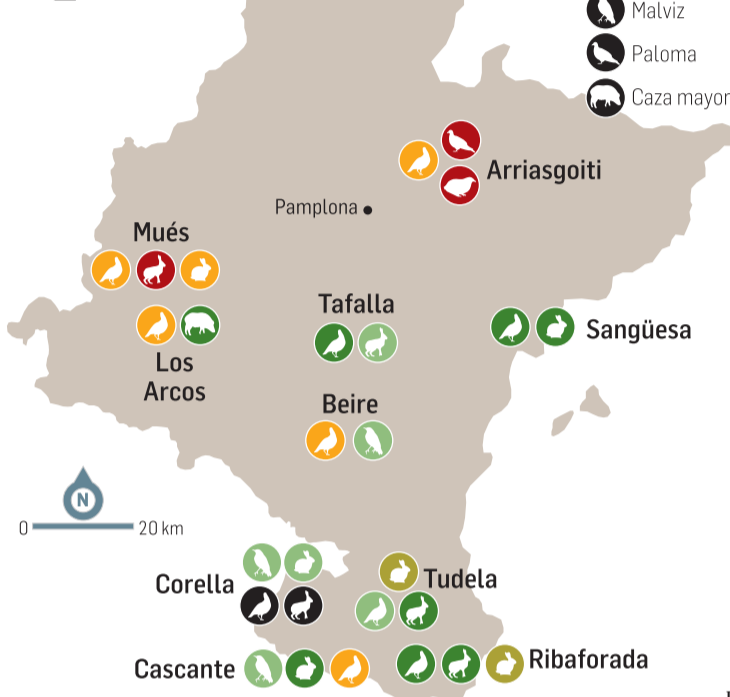 Malviz
Paloma
Caza mayor
Arriasgoiti
Pamplona
Mués
Tafalla
Sangüesa
Los
Arcos
Beire
N
0 20 km
Corella
Tudela
Cascante
Ribaforada